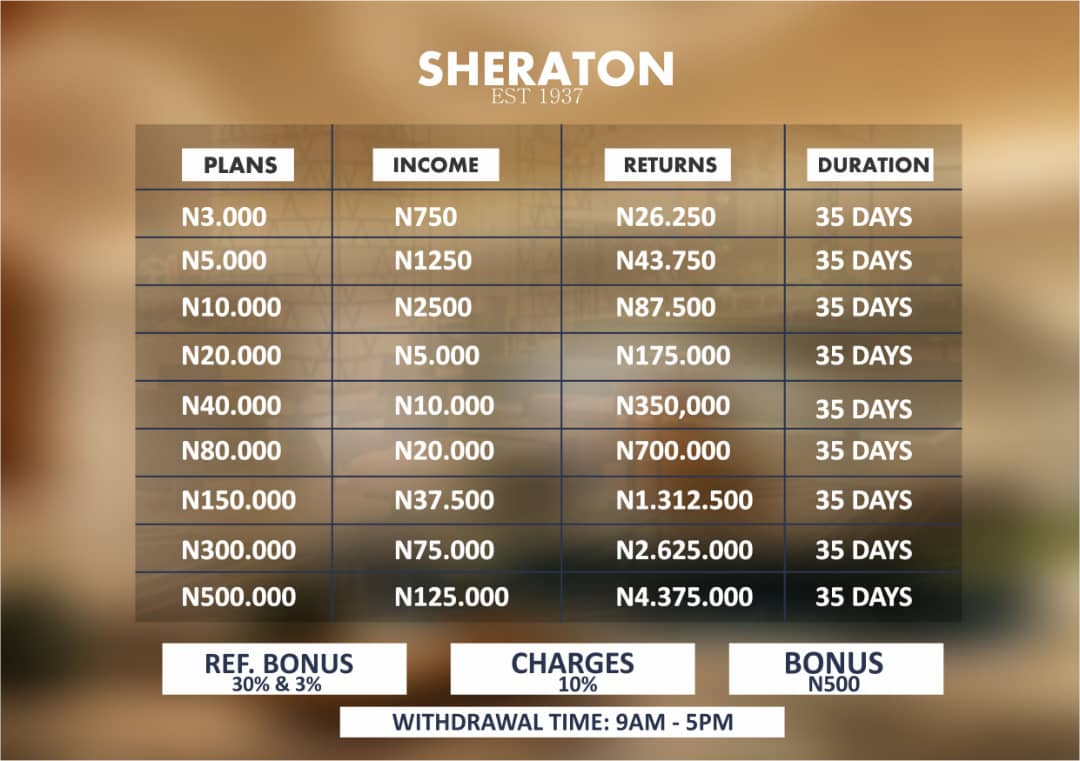 SHERATON
EST 1937
PLANS INCOME RETURNS DURATION
N3.000 N750 N26.250 35 DAYS
N5.000 N1250 N43.750 35 DAYS
N10.000 N2500 N87.500 35 DAYS
N20.000 N5.000 N175.000 35 DAYS
N40.000 N10.000 N350,000 35 DAYS
N80.000 N20.000 N700.000 35 DAYS
N150.000 N37.500 N1.312.500 35 DAYS
N300.000 N75.000 N2.625.000 35 DAYS
N500.000 N125.000 N4.375.000 35 DAYS
REF. BONUS
30% & 3%
CHARGES
10%
BONUS
N500
WITHDRAWAL TIME: 9AM - 5PM